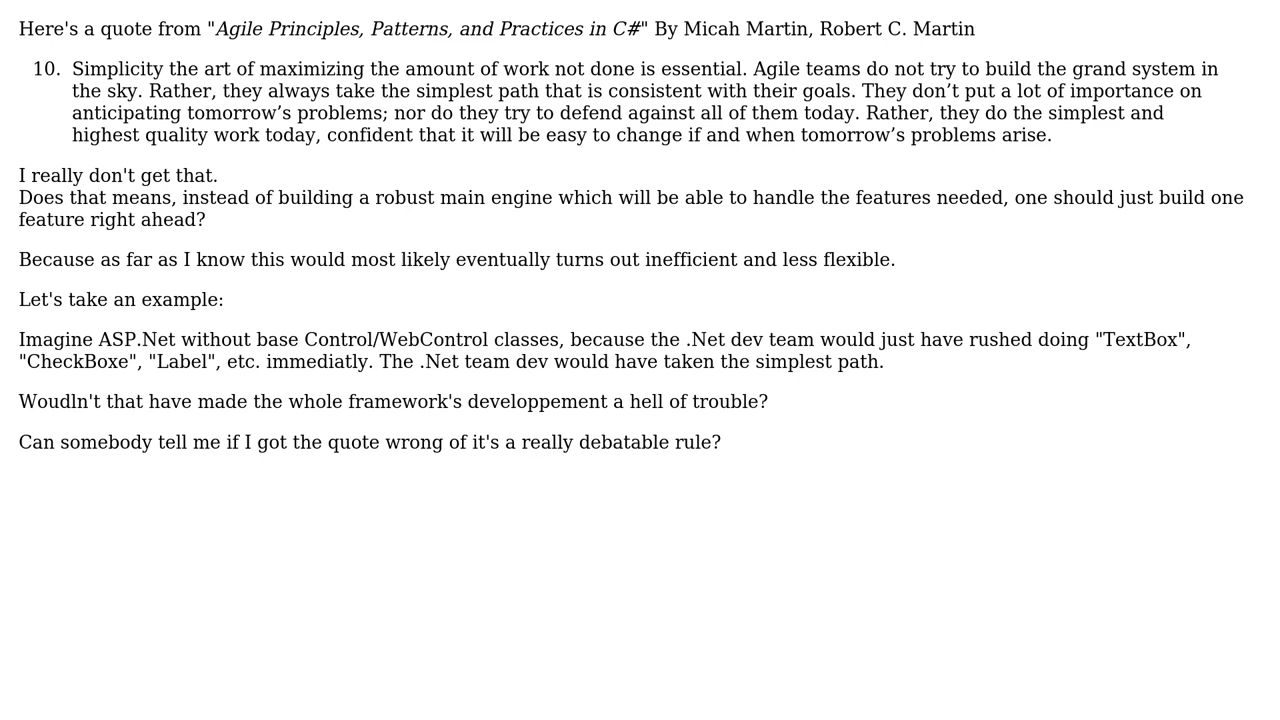 Here's a quote from "Agile Principles, Patterns, and Practices in C#" By Micah Martin, Robert C. Martin
10. Simplicity the art of maximizing the amount of work not done is essential. Agile teams do not try to build the grand system in
the sky. Rather, they always take the simplest path that is consistent with their goals. They don’t put a lot of importance on
anticipating tomorrow’s problems; nor do they try to defend against all of them today. Rather, they do the simplest and
highest quality work today, confident that it will be easy to change if and when tomorrow’s problems arise.
I really don't get that.
Does that means, instead of building a robust main engine which will be able to handle the features needed, one should just build one
feature right ahead?
Because as far as I know this would most likely eventually turns out inefficient and less flexible.
Let's take an example:
Imagine ASP.Net without base Control/WebControl classes, because the .Net dev team would just have rushed doing "TextBox",
"CheckBoxe", "Label", etc. immediatly. The .Net team dev would have taken the simplest path.
Woudln't that have made the whole framework's developpement a hell of trouble?
Can somebody tell me if I got the quote wrong of it's a really debatable rule?